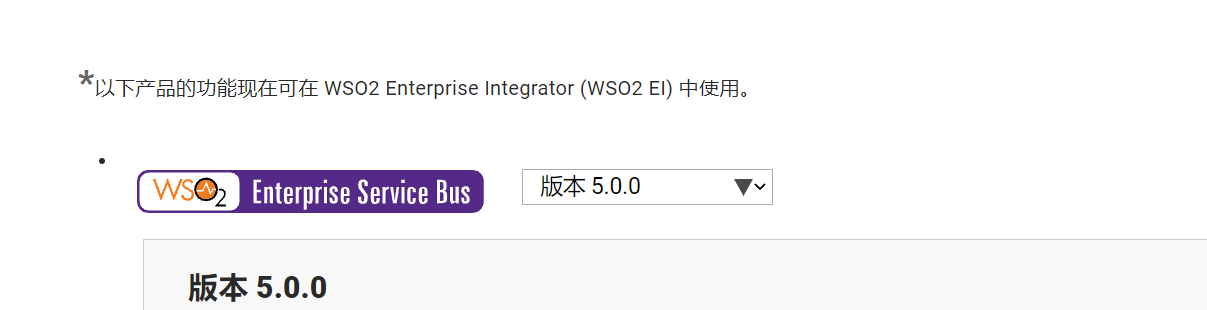 *以下产品的功能现在可在 WSO2 Enterprise Integrator (WSO2 EI) 中使用。
WSO2 Enterprise Service Bus
版本 5.0.0
版本 5.0.0